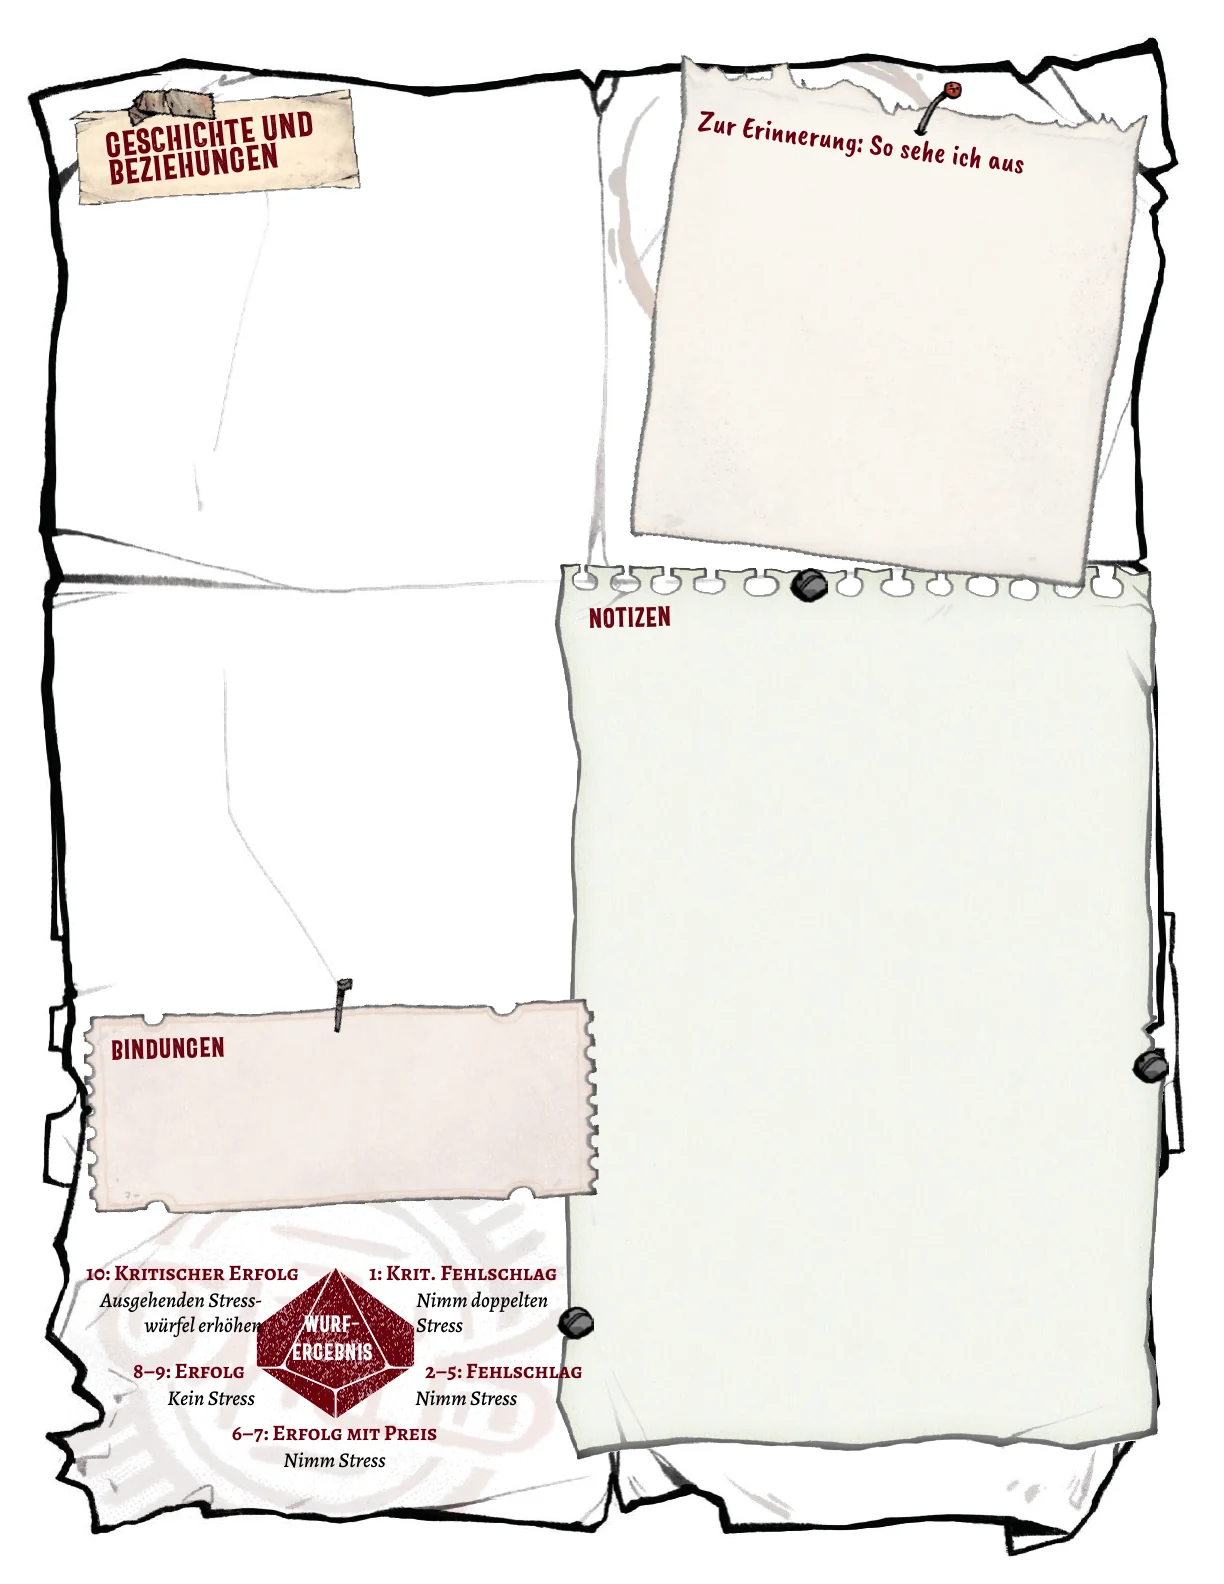 GESCHICHTE UND
BEZIEHUNGEN
Zur Erinnerung: So sehe ich aus
NOTIZEN
BINDUNGEN
10: Kritischer Erfolg
Ausgehenden Stress-
würfel erhöhen
1: Krit. Fehlschlag
Nimm doppelten
Stress
WURF-
ERGEBNIS
8–9: Erfolg
Kein Stress
2–5: Fehlschlag
Nimm Stress
6–7: Erfolg mit Preis
Nimm Stress